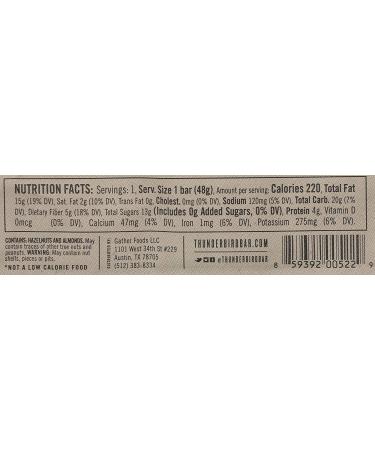 NUTRITION FACTS: Servings: 1, Serv. Size 1 bar (48g), Amount per serving: Calories 220, Total Fat
15g (19% DV), Sat. Fat 2g (10% DV), Trans Fat 0g, Cholest. 0mg (0% DV), Sodium 120mg (5% DV), Total Carb. 20g (7%
DV), Dietary Fiber 5g (18% DV), Total Sugars 13g (Includes 0g Added Sugars, 0% DV), Protein 4g, Vitamin D
0mcg (0% DV), Calcium 47mg (4% DV), Iron 1mg (6% DV), Potassium 275mg (6% DV).
CONTAINS: HAZELNUTS AND ALMONDS. May
contain traces of other tree nuts and
peanuts. WARNING: May contain nut
shells, pieces or pits.
*NOT A LOW CALORIE FOOD
DISTRIBUTED BY:
Gather Foods LLC
1101 West 34th St #229
Austin, TX 78705
(512) 383-8334
THUNDERBIRDBAR.COM
@THUNDERBIRDBAR
8 59392 00522 9